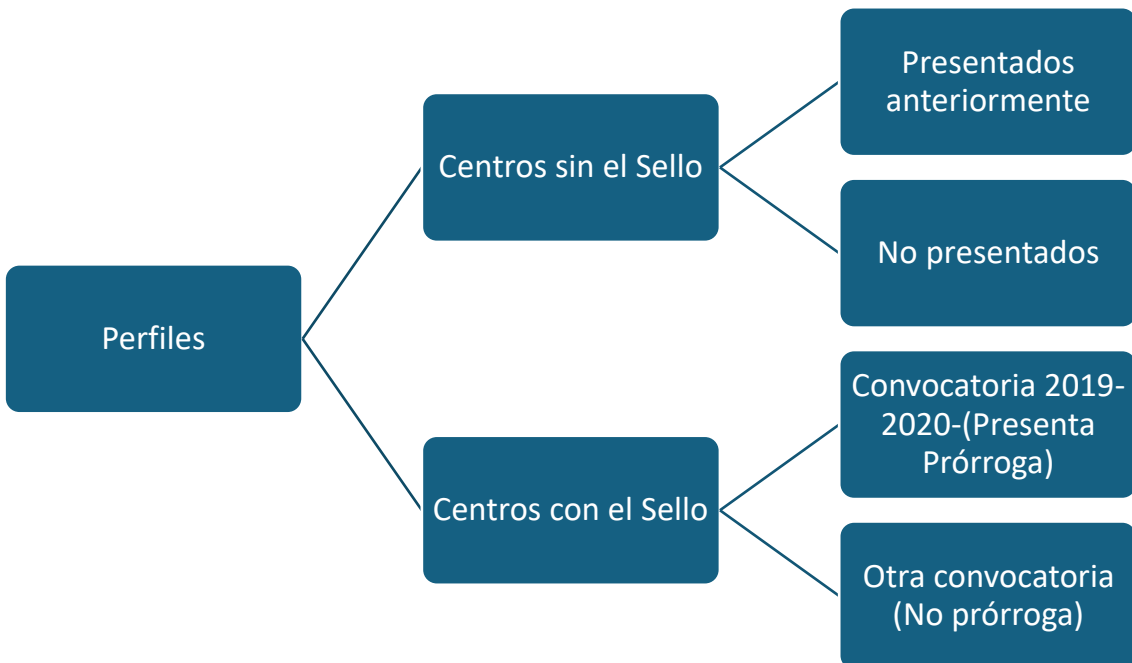 Perfiles
Centros sin el Sello
Presentados
anteriormente
No presentados
Centros con el Sello
Convocatoria 2019-
2020-(Presenta
Prórroga)
Otra convocatoria
(No prórroga)